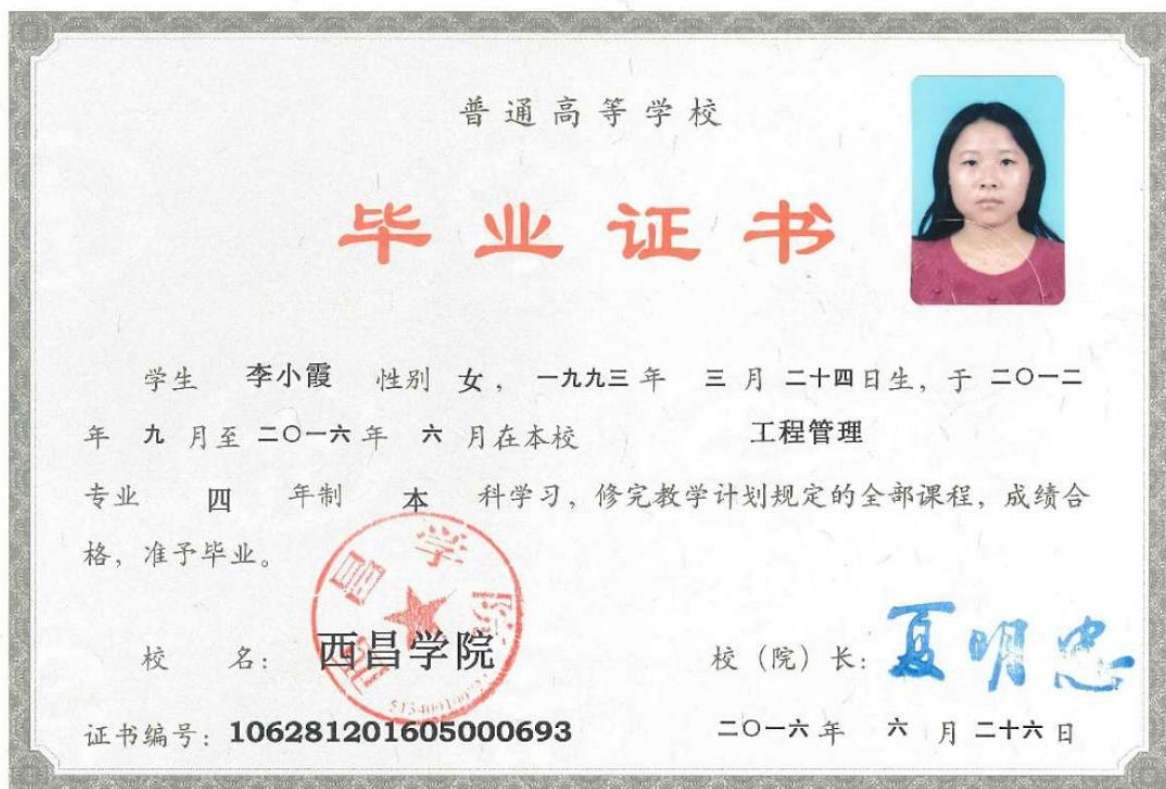 普通高等学校
毕业证书
学生 李小霞 性别 女，一九九三年 三月二十四日生，于二〇一二
年 九 月至二〇一六年 六 月在本校 工程管理
专业 四 年制 本 科学习，修完教学计划规定的全部课程，成绩合
格，准予毕业。
西昌学院
校 名：西昌学院 校（院）长：夏明忠
证书编号：106281201605000693 二〇一六年 六 月二十六日